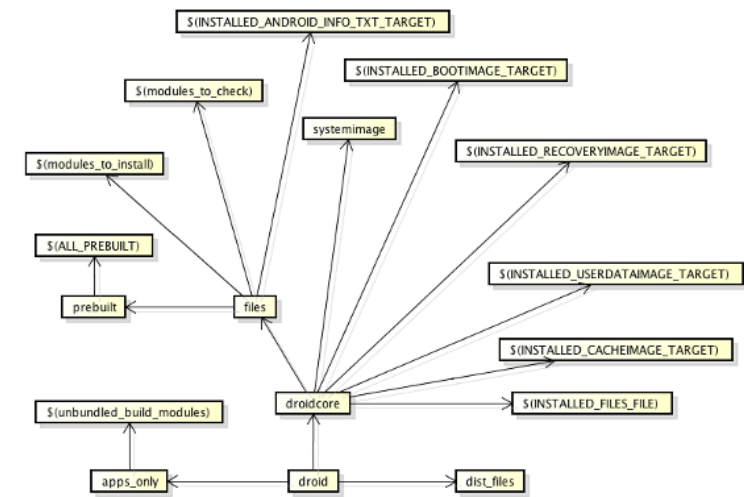 $(INSTALLED_ANDROID_INFO_TXT_TARGET)
$(INSTALLED_BOOTIMAGE_TARGET)
$(modules_to_check)
systemimage
$(INSTALLED_RECOVERYIMAGE_TARGET)
$(modules_to_install)
$(ALL_PREBUILT)
$(INSTALLED_USERDATAIMAGE_TARGET)
prebuilt
files
$(INSTALLED_CACHEIMAGE_TARGET)
droidcore
$(INSTALLED_FILES_FILE)
$(unbundled_build_modules)
apps_only
droid
dist_files